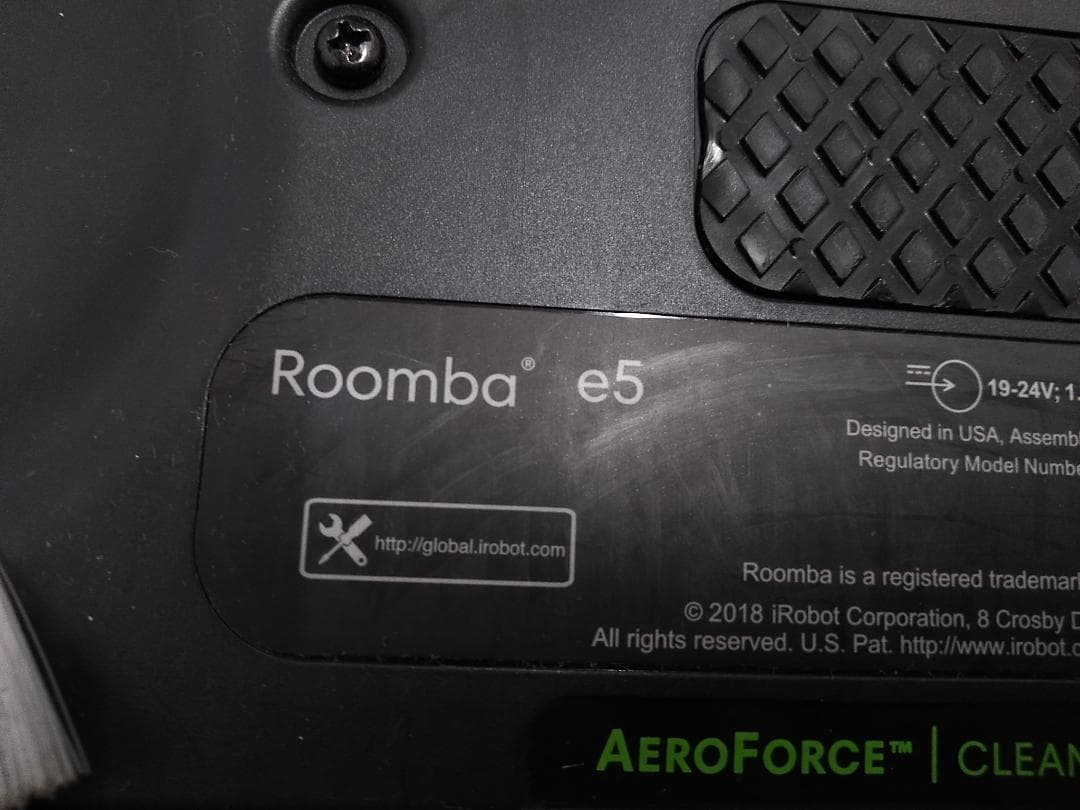 Roomba® e5
19-24V; 1.
Designed in USA, Assembl
Regulatory Model Numbe
http://global.irobot.com
Roomba is a registered trademark
© 2018 iRobot Corporation, 8 Crosby D
All rights reserved. U.S. Pat. http://www.irobot.c
AEROFORCE™ | CLEAN